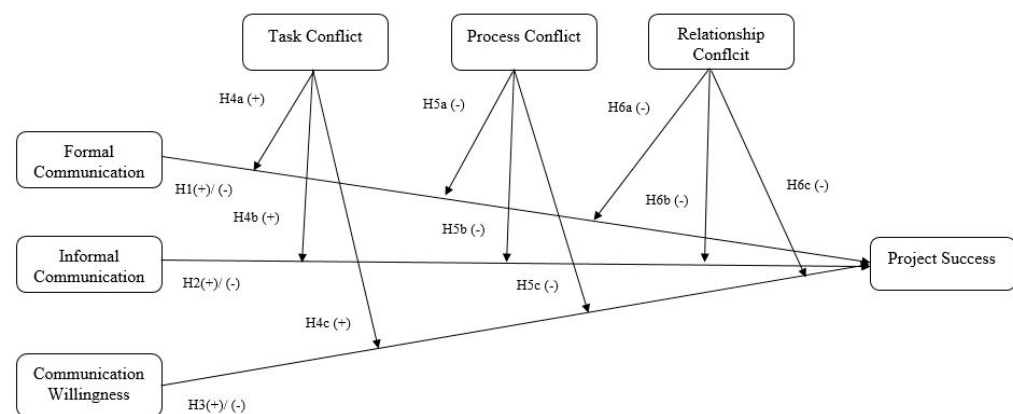 Task Conflict
Process Conflict
Relationship
Conflcit
H4a (+)
H5a (-)
H6a (-)
Formal
Communication
H1(+)/ (-)
H4b (+)
H5b (-)
H6b (-)
H6c (-)
Informal
Communication
Project Success
H2(+)/ (-)
H5c (-)
H4c (+)
Communication
Willingness
H3(+)/ (-)